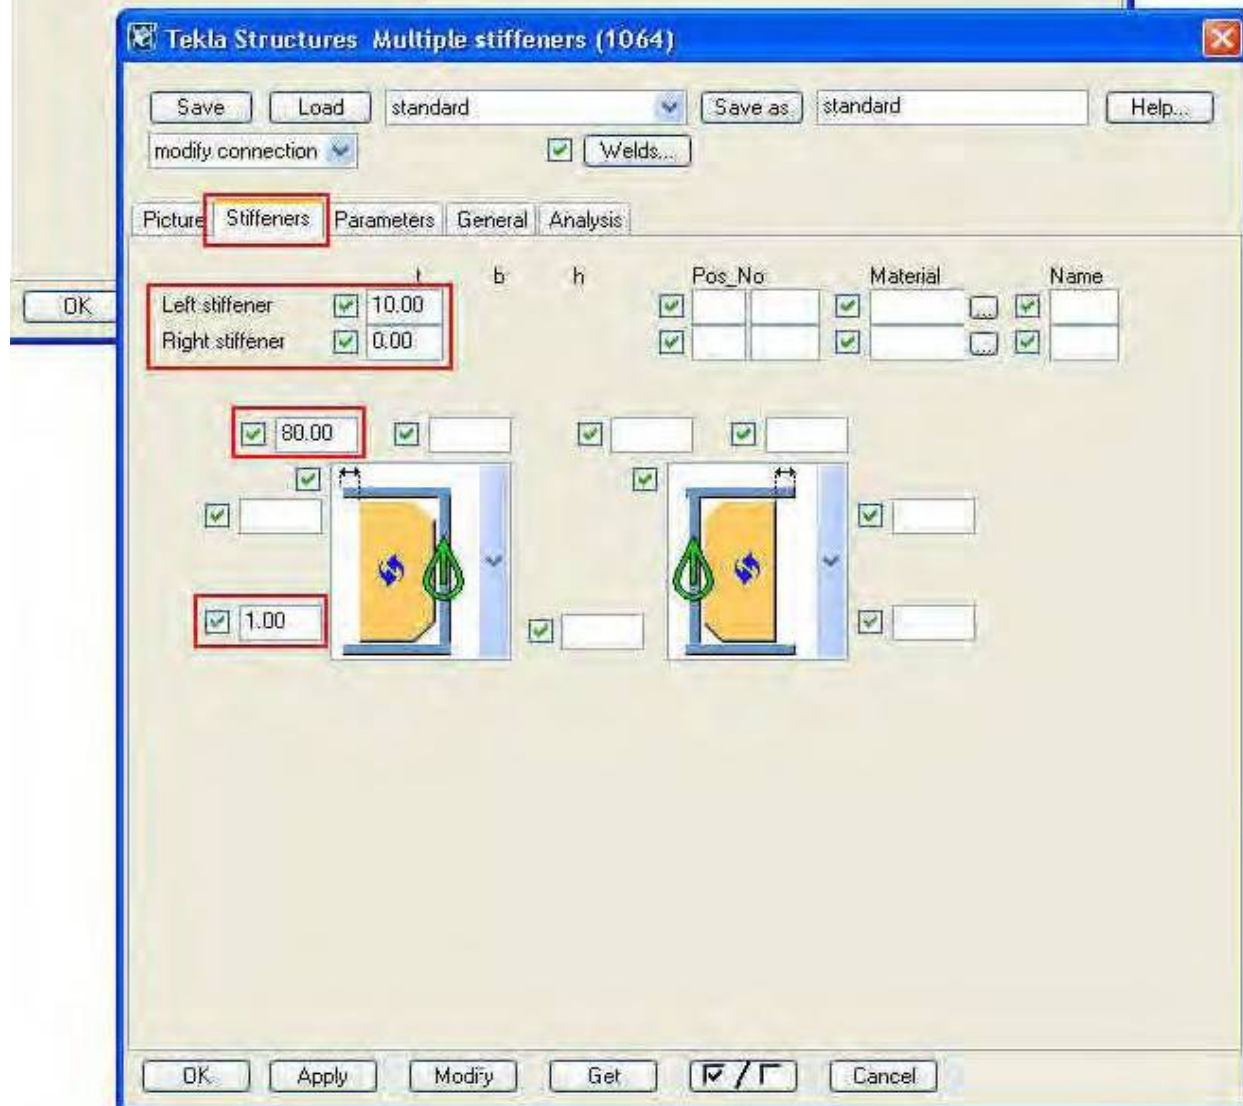 Tekla Structures Multiple stiffeners (1064)
Save Load standard Save as standard Help...
modify connection Welds...
Picture Stiffeners Parameters General Analysis
t b h Pos_No Material Name
OK
Left stiffener 10.00 ...
Right stiffener 0.00 ...
80.00
1.00
OK Apply Modify Get / Cancel